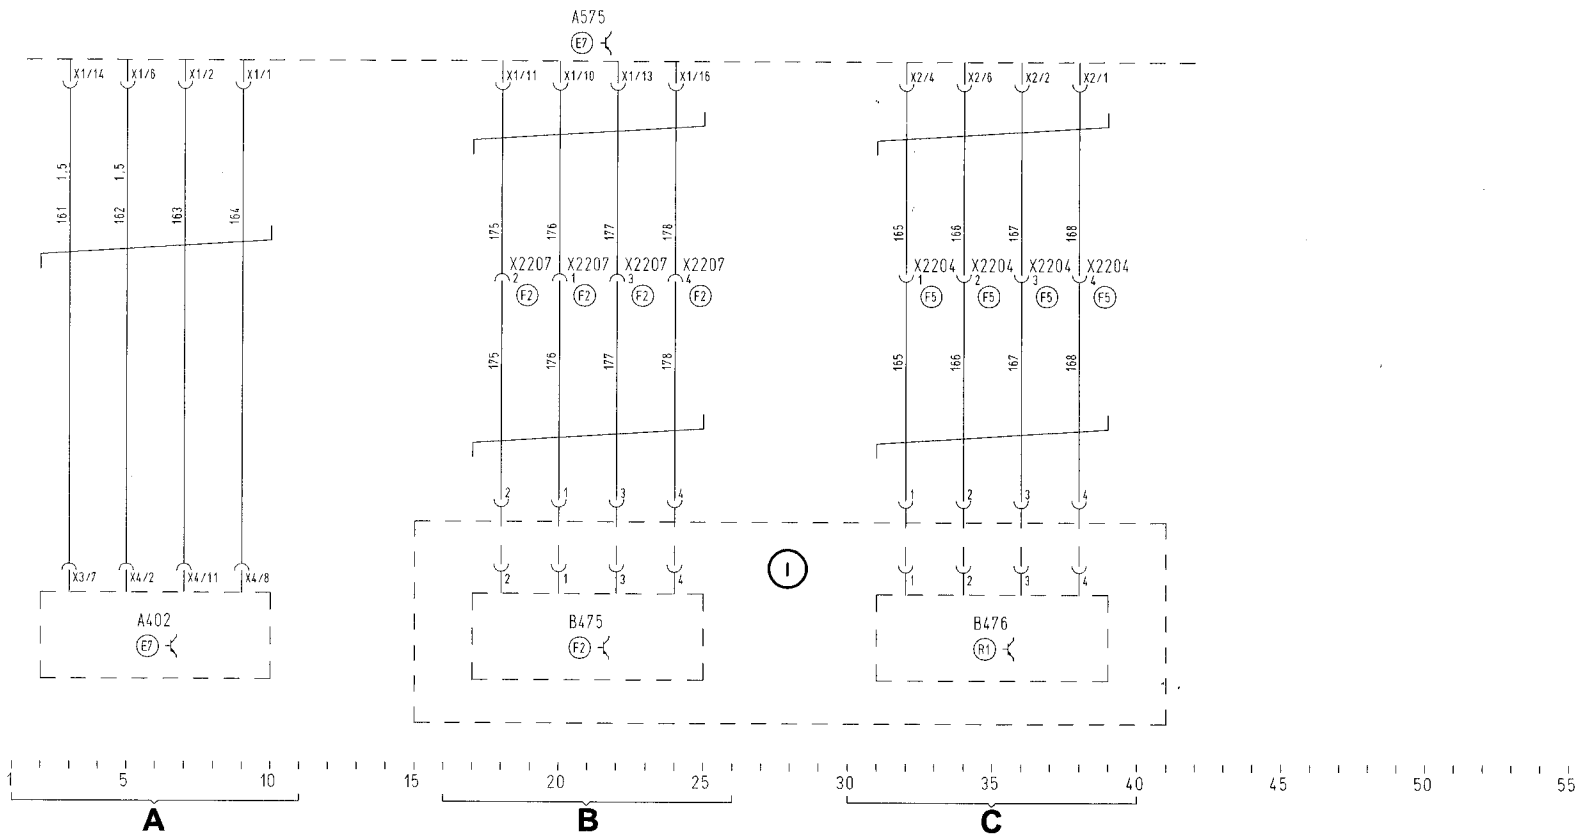 A575
E7
X1/14 X1/6 X1/2 X1/1 X1/11 X1/10 X1/13 X1/16 X2/4 X2/6 X2/2 X2/1
1,5 1,5
161 162 163 164 175 176 177 178 165 166 167 168
X2207 X2207 X2207 X2207 X2204 X2204 X2204 X2204
2 1 3 4 1 2 3 4
F2 F2 F2 F2 F5 F5 F5 F5
175 176 177 178 165 166 167 168
2 1 3 4 1 2 3 4
I
X3/7 X4/2 X4/11 X4/8 2 1 3 4 1 2 3 4
A402 B475 B476
E7 F2 R1
1 5 10 15 20 25 30 35 40 45 50 55
A B C